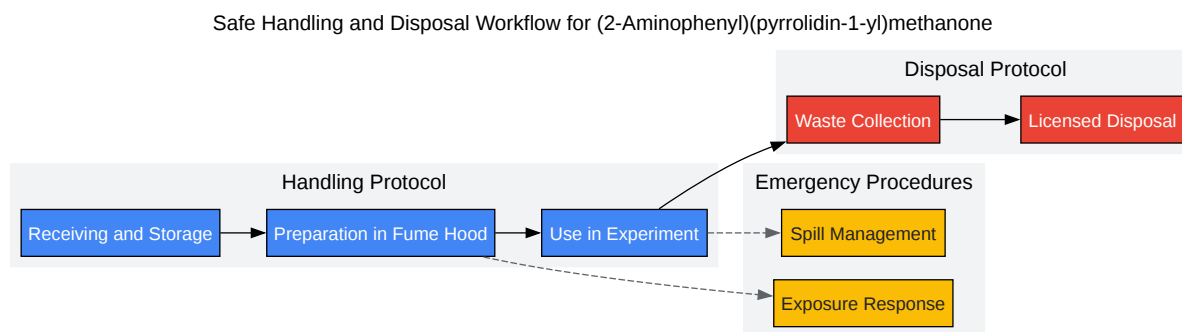 Safe Handling and Disposal Workflow for (2-Aminophenyl)(pyrrolidin-1-yl)methanone
Disposal Protocol
Waste Collection
Licensed Disposal
Handling Protocol
Receiving and Storage
Preparation in Fume Hood
Use in Experiment
Emergency Procedures
Spill Management
Exposure Response